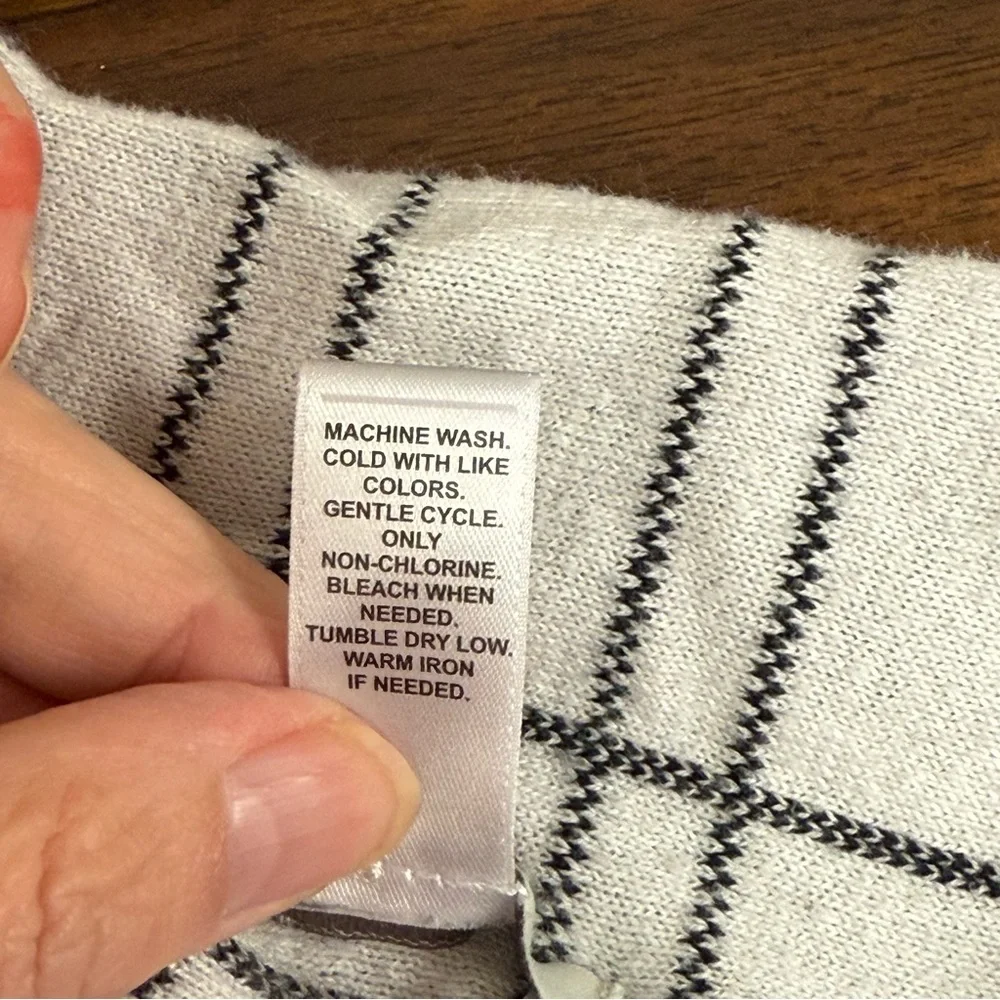 MACHINE WASH.
COLD WITH LIKE
COLORS.
GENTLE CYCLE.
ONLY
NON-CHLORINE.
BLEACH WHEN
NEEDED.
TUMBLE DRY LOW.
WARM IRON
IF NEEDED.